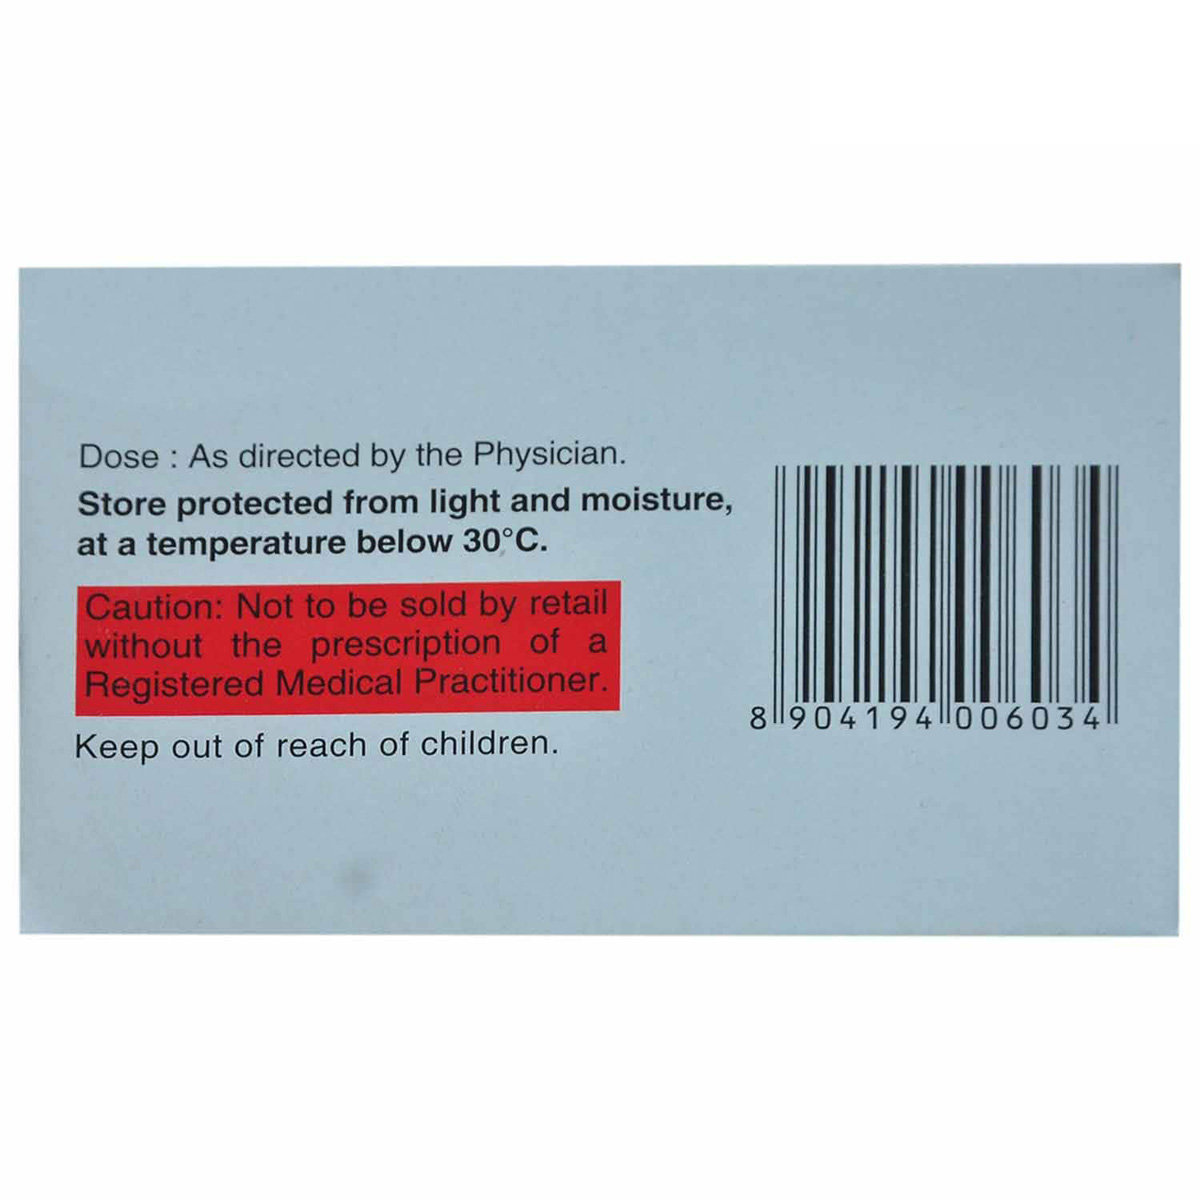 Dose : As directed by the Physician.
Store protected from light and moisture,
at a temperature below 30°C.
Caution: Not to be sold by retail
without the prescription of a
Registered Medical Practitioner.
Keep out of reach of children.
8 904194 006034